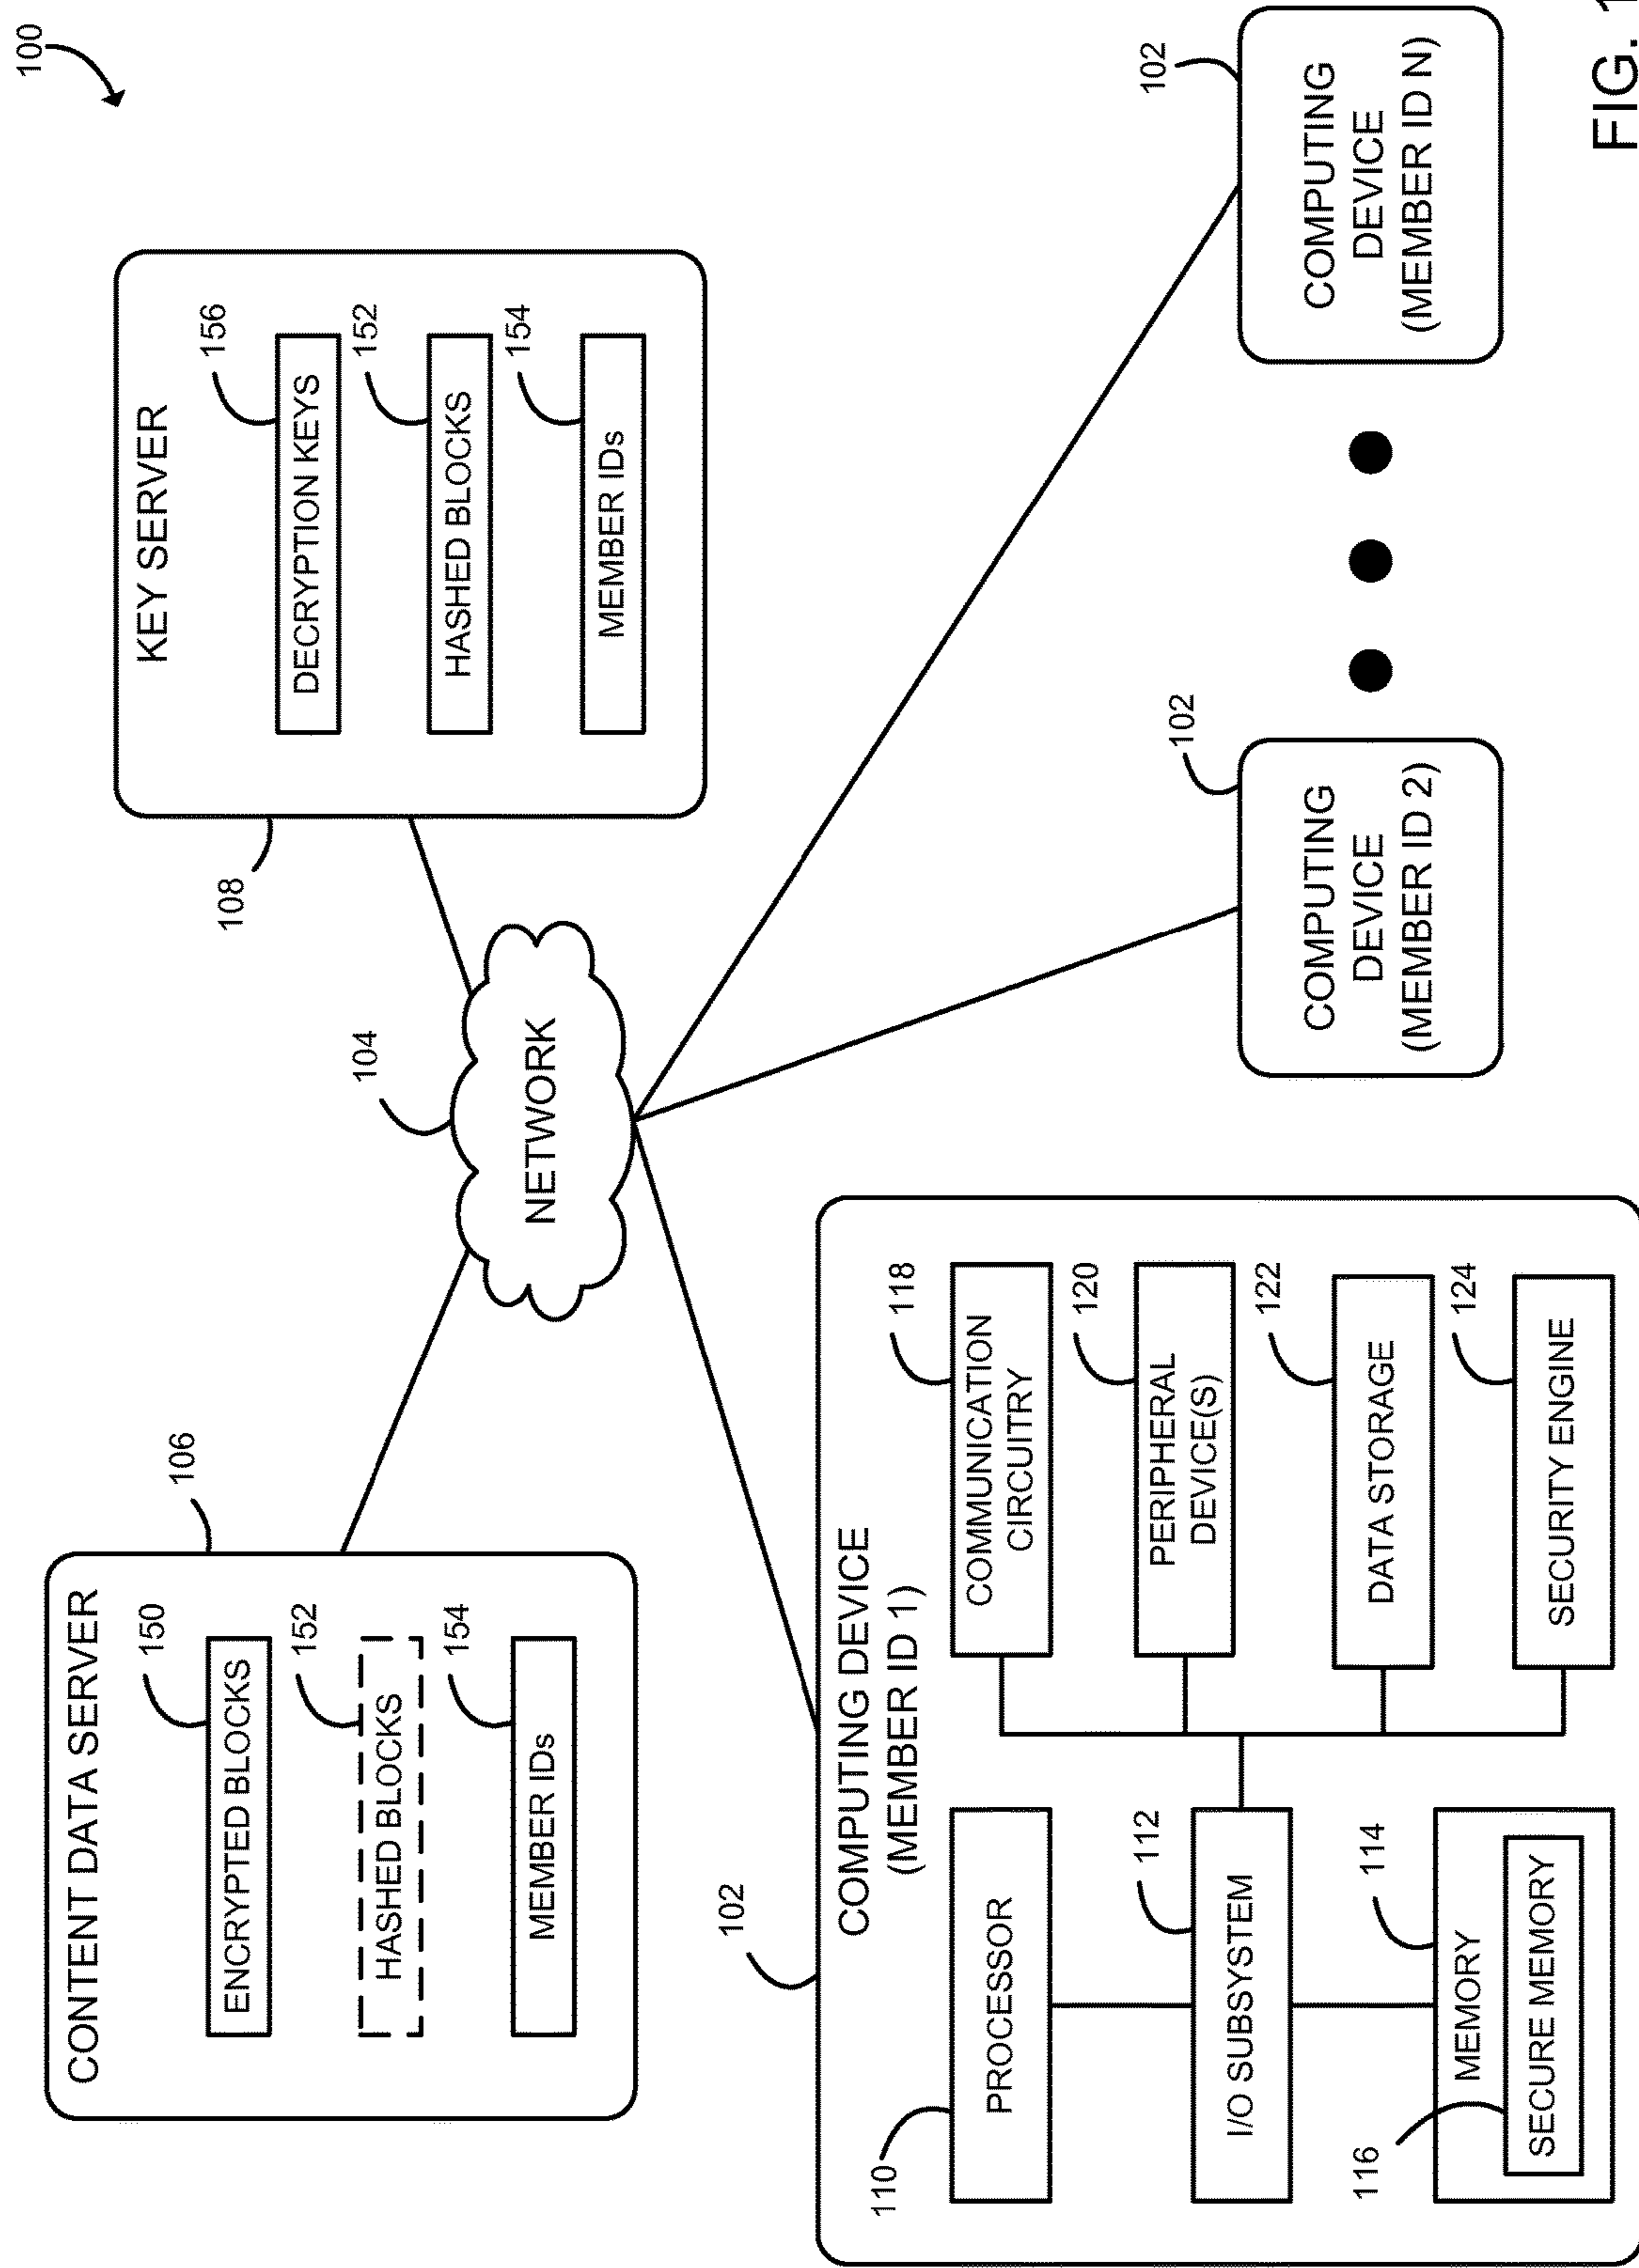 100
CONTENT DATA SERVER
106
150
ENCRYPTED BLOCKS
152
HASHED BLOCKS
154
MEMBER IDs
104
NETWORK
KEY SERVER
108
156
DECRYPTION KEYS
152
HASHED BLOCKS
154
MEMBER IDs
102
COMPUTING DEVICE
(MEMBER ID 1)
110
PROCESSOR
112
I/O SUBSYSTEM
114
MEMORY
116
SECURE MEMORY
118
COMMUNICATION
CIRCUITRY
120
PERIPHERAL
DEVICE(S)
122
DATA STORAGE
124
SECURITY ENGINE
102
COMPUTING
DEVICE
(MEMBER ID 2)
102
COMPUTING
DEVICE
(MEMBER ID N)
FIG. 1